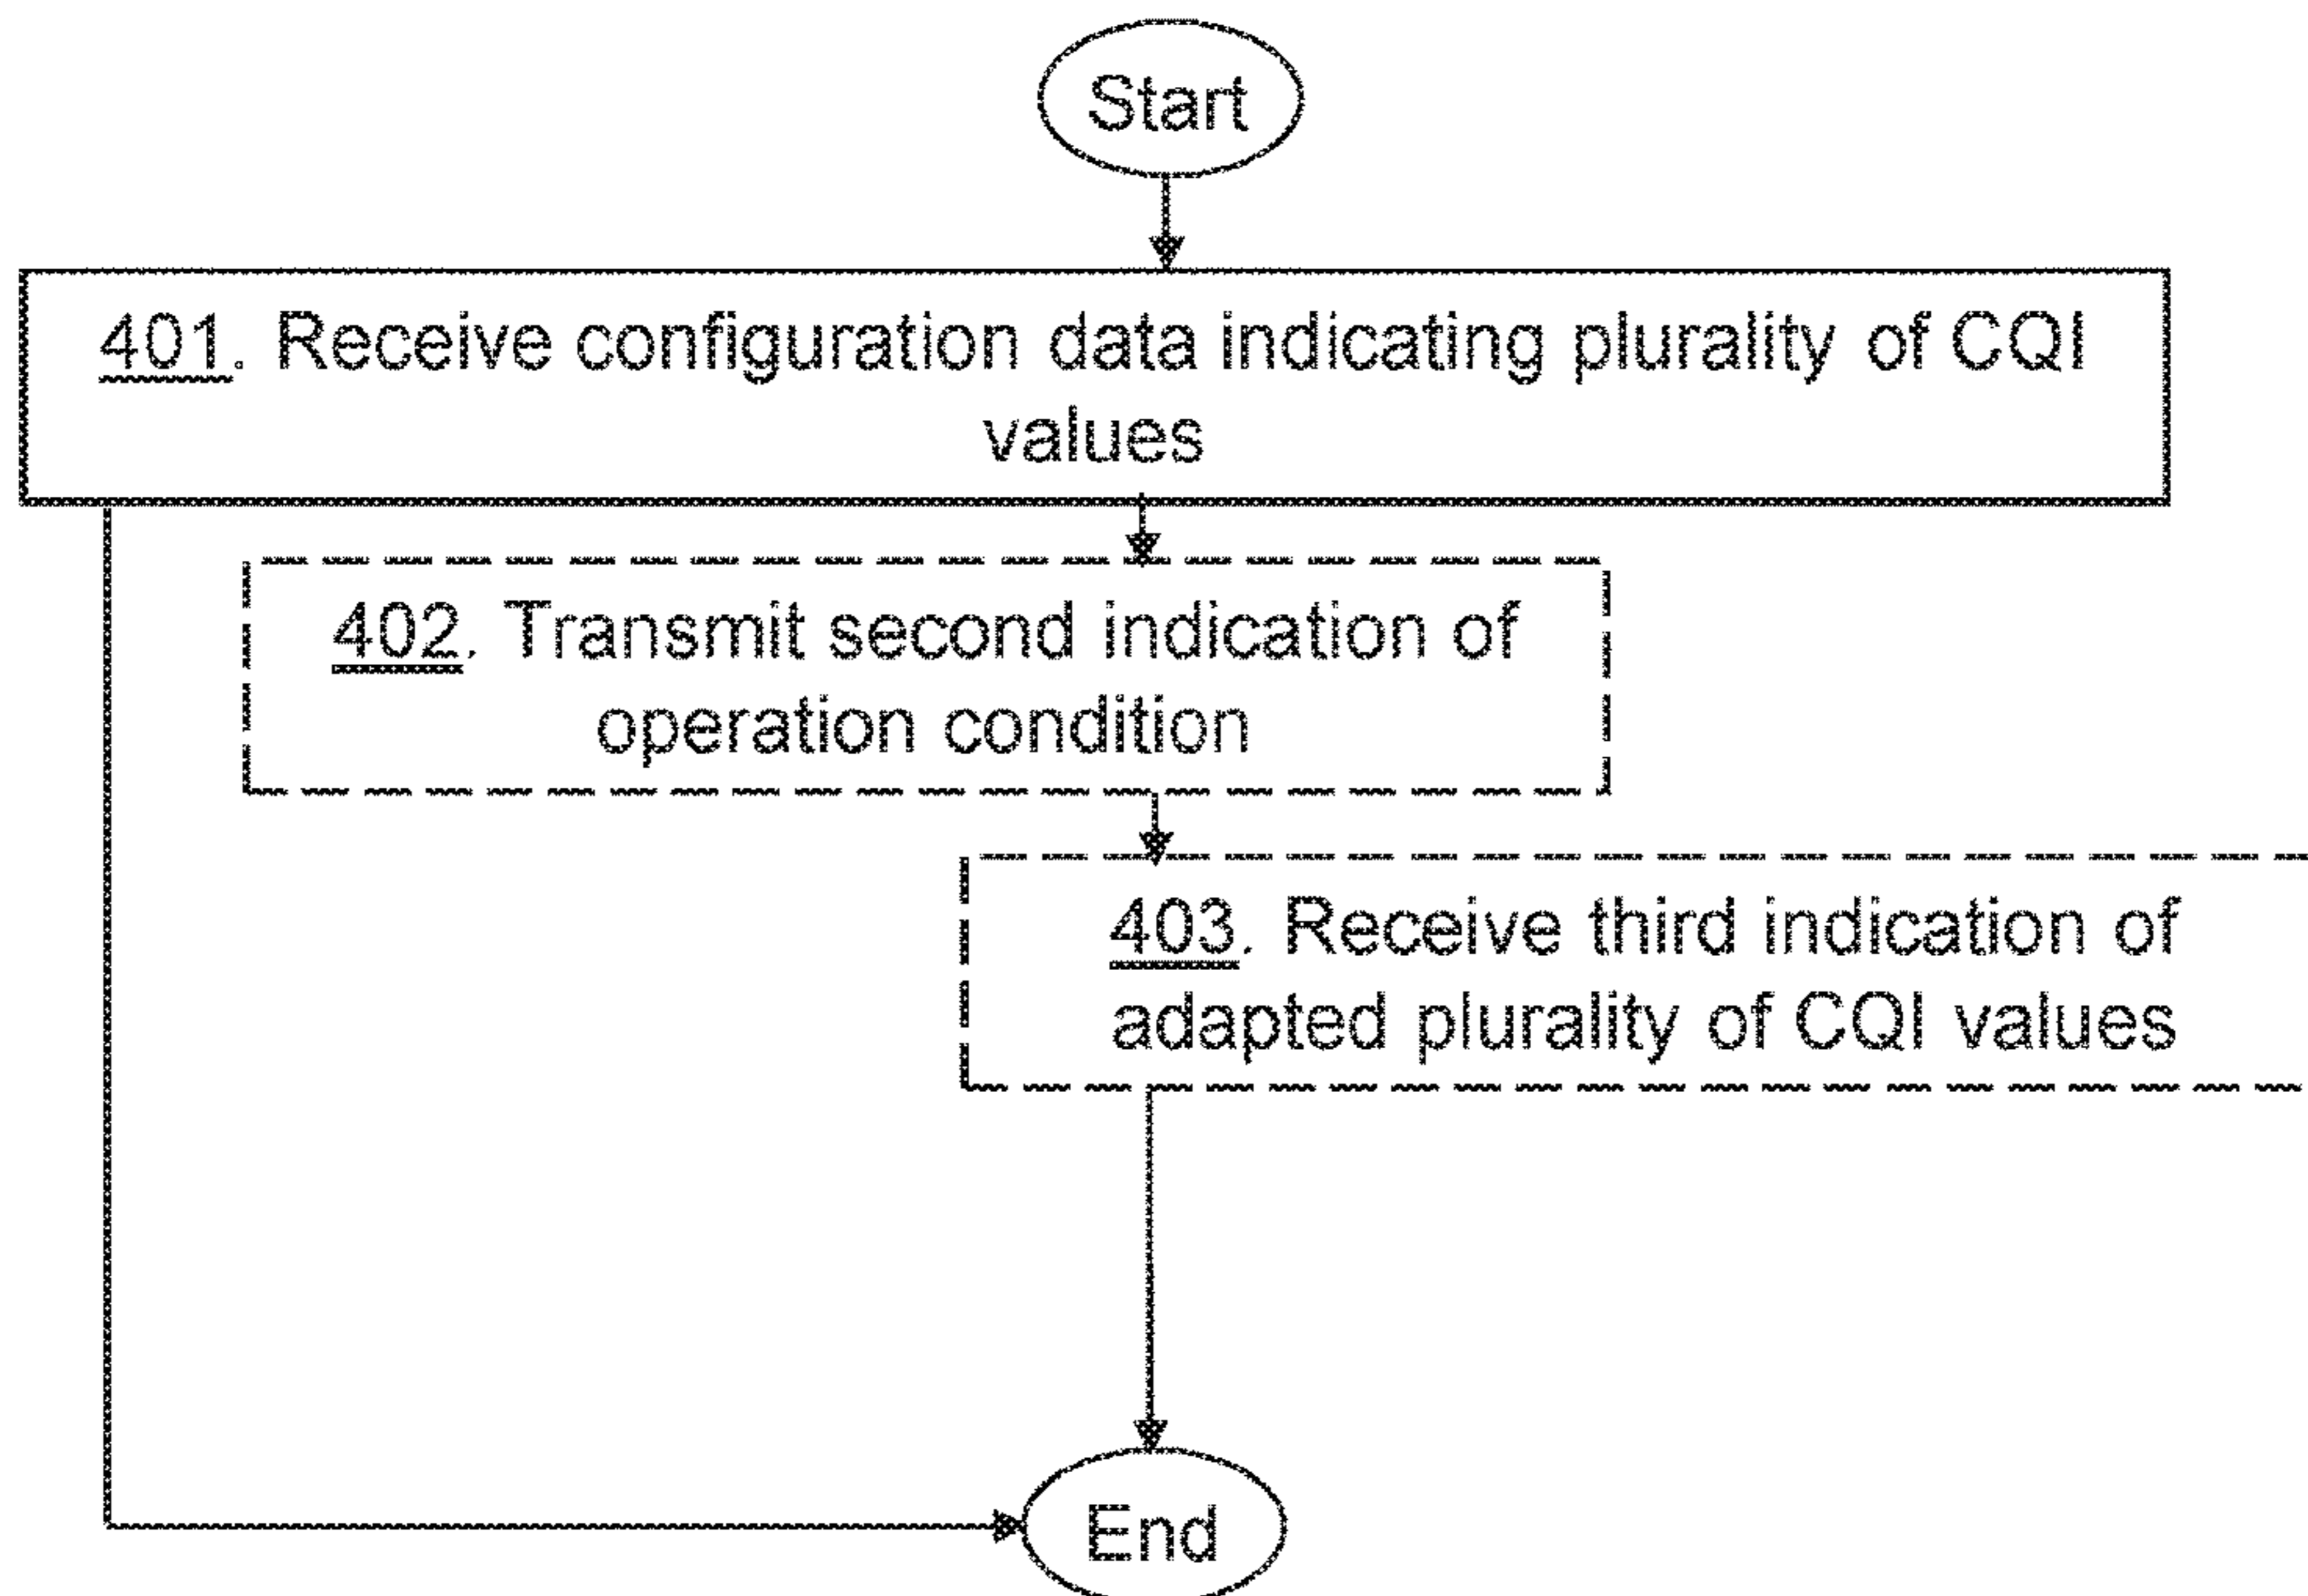 Start
401. Receive configuration data indicating plurality of CQI
values
402. Transmit second indication of
operation condition
403. Receive third indication of
adapted plurality of CQI values
End